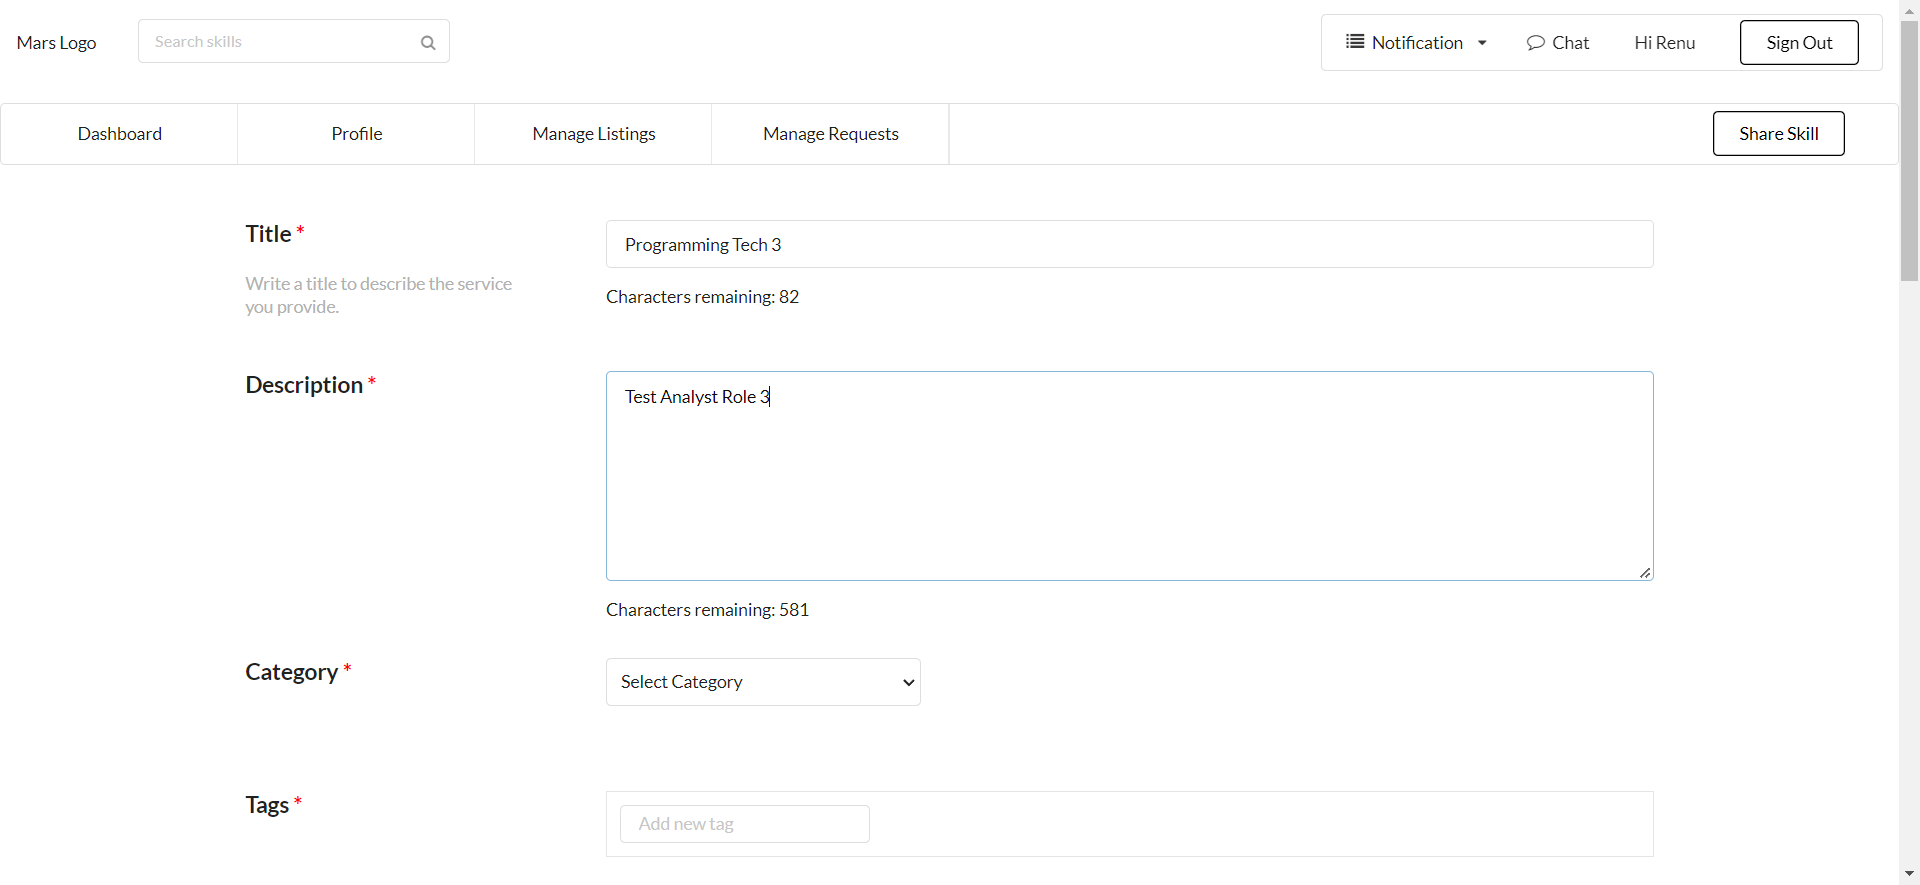 Mars Logo
Search skills
Notification
Chat
Hi Renu
Sign Out
Dashboard
Profile
Manage Listings
Manage Requests
Share Skill
Title *
Write a title to describe the service
you provide.
Programming Tech 3
Characters remaining: 82
Description *
Test Analyst Role 3
Characters remaining: 581
Category *
Select Category
Tags *
Add new tag